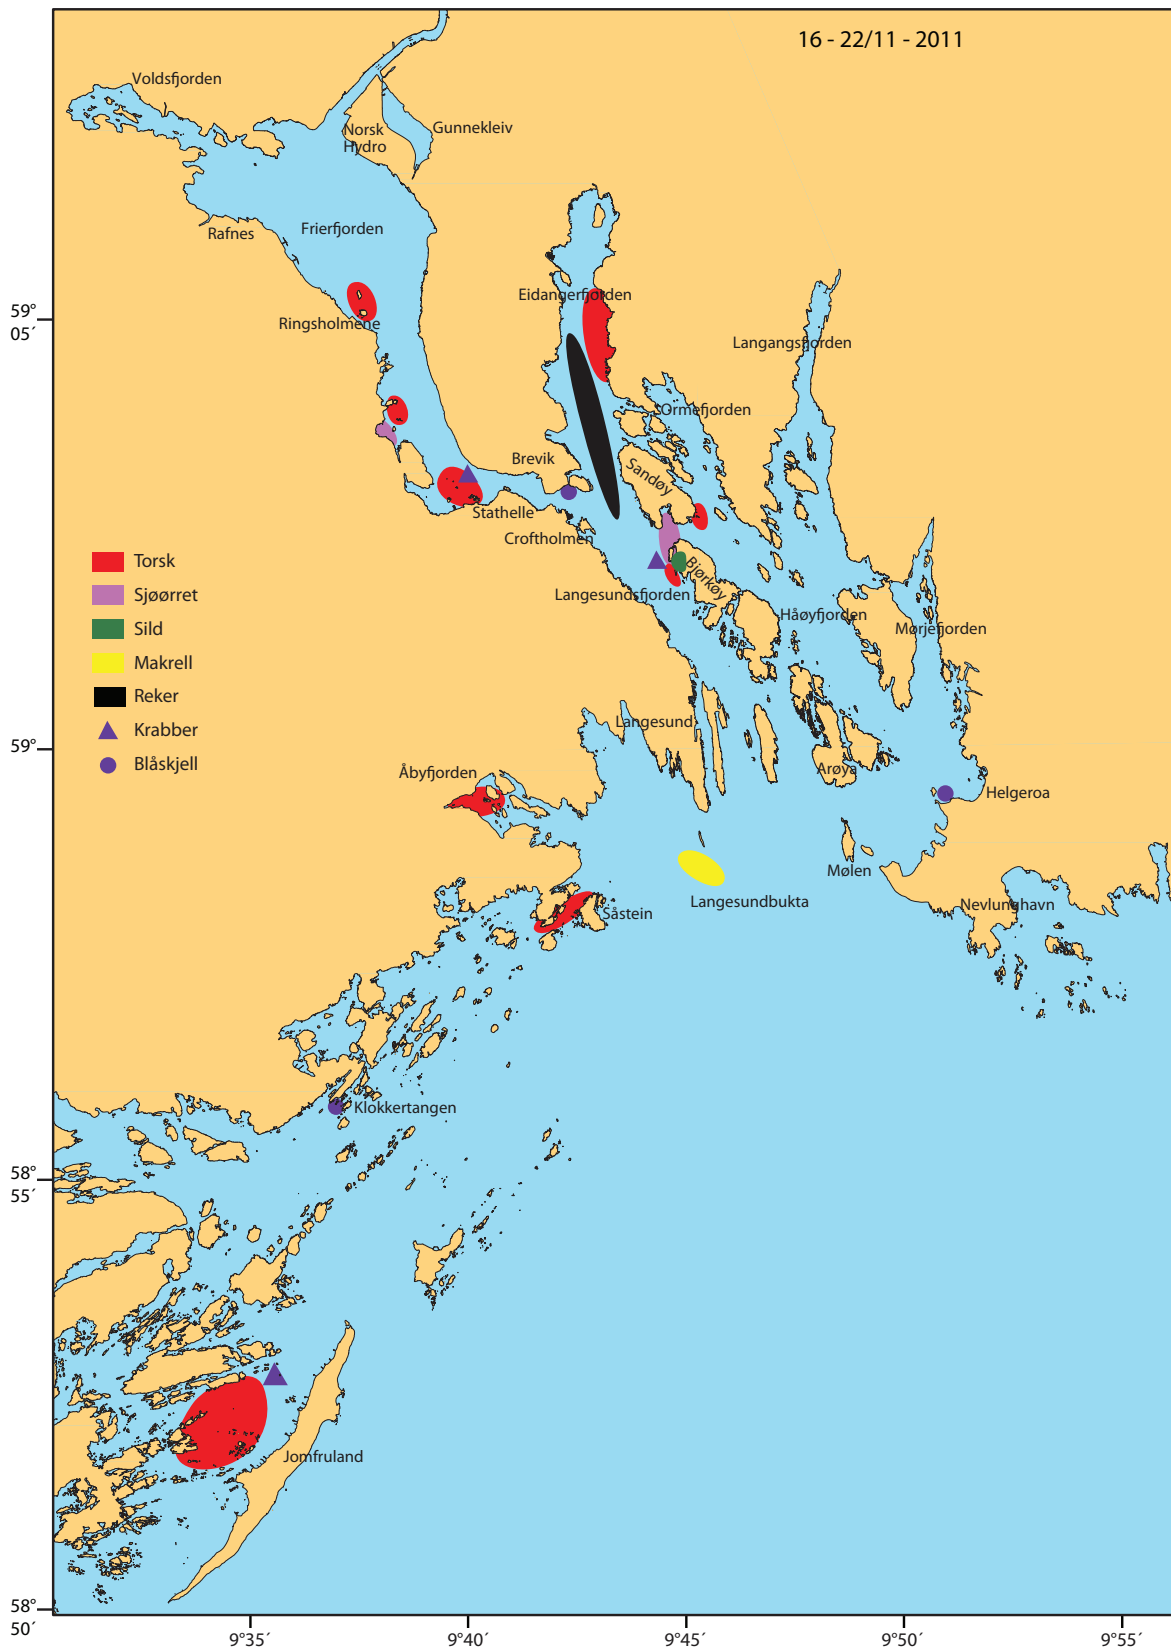 16 - 22/11 - 2011
Voldsfjorden
Norsk
Hydro
Gunnekleiv
Rafnes
Frierfjorden
Eidangerfjorden
59°
05´
Ringsholmene
Langangsfjorden
Ormefjorden
Brevik
Sandøy
Stathelle
Croftholmen
Torsk
Sjøørret
Sild
Makrell
Reker
Krabber
Blåskjell
Bjørkøy
Langesundsfjorden
Håøyfjorden
Mørjefjorden
Langesund
59°
Arøya
Åbyfjorden
Helgeroa
Mølen
Langesundbukta
Nevlunghavn
Såstein
Klokkertangen
58°
55´
Jomfruland
58°
50´
9°35´
9°40´
9°45´
9°50´
9°55´